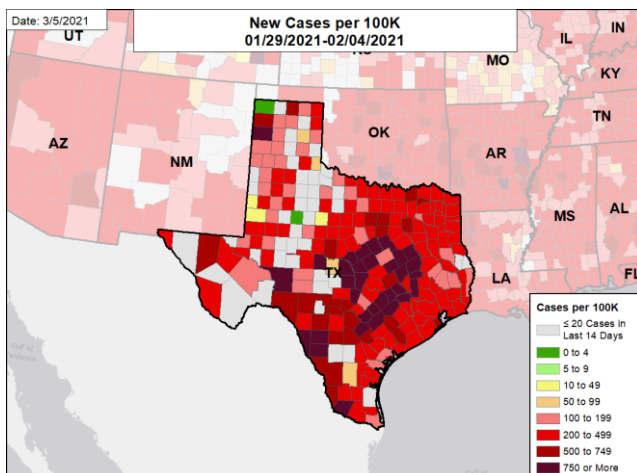 Date: 3/5/2021
New Cases per 100K
01/29/2021-02/04/2021
UT
MO
IL
IN
KY
TN
AZ
NM
OK
AR
MS
AL
TX
LA
FL
Gulf of
California
Cases per 100K
≤ 20 Cases in
Last 14 Days
0 to 4
5 to 9
10 to 49
50 to 99
100 to 199
200 to 499
500 to 749
750 or More